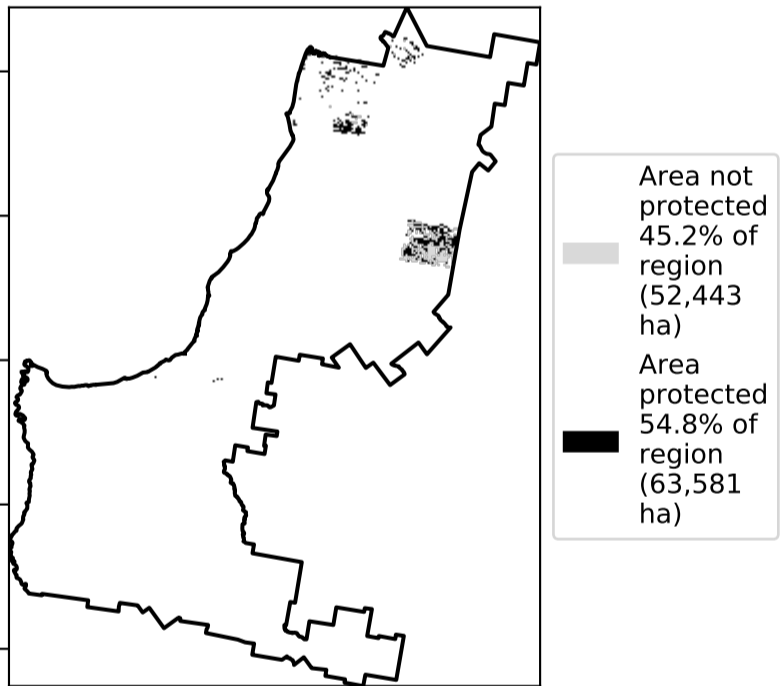 Area not
protected
45.2% of
region
(52,443
ha)
Area
protected
54.8% of
region
(63,581
ha)